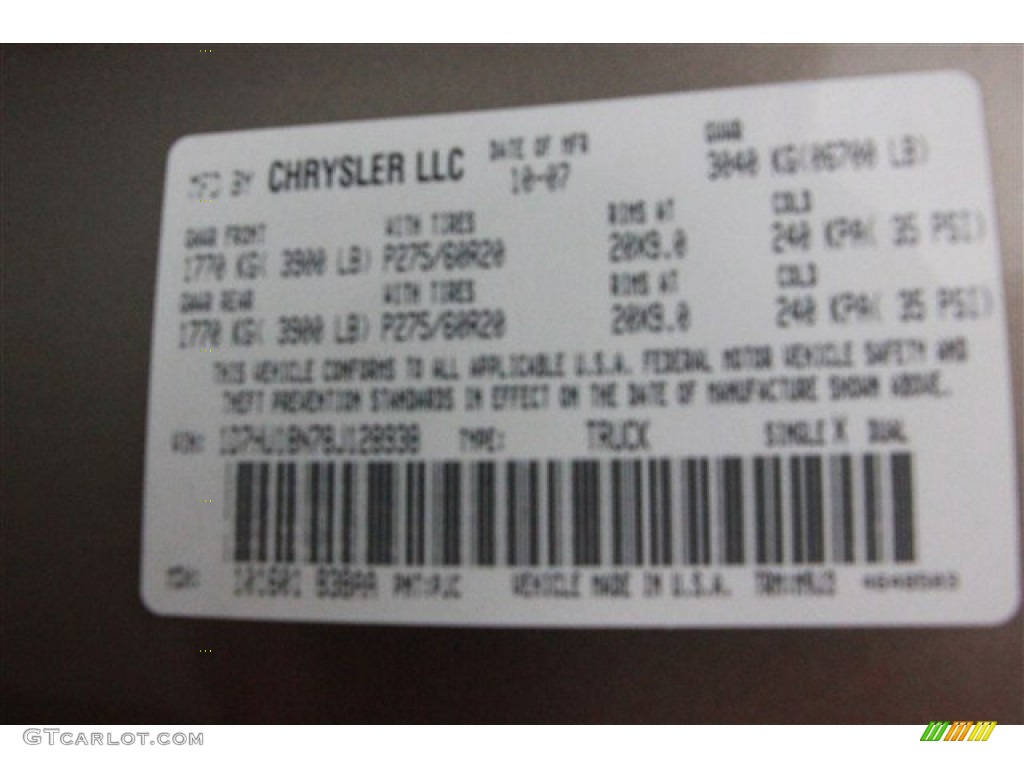 MFD BY CHRYSLER LLC DATE OF MFR 10-07 GVWR 3040 KG(06700 LB)
GAWR FRONT WITH TIRES RIMS AT COLD
1770 KG( 3900 LB) P275/60R20 20X9.0 240 KPA( 35 PSI)
GAWR REAR WITH TIRES RIMS AT COLD
1770 KG( 3900 LB) P275/60R20 20X9.0 240 KPA( 35 PSI)
THIS VEHICLE CONFORMS TO ALL APPLICABLE U.S.A. FEDERAL MOTOR VEHICLE SAFETY AND
THEFT PREVENTION STANDARDS IN EFFECT ON THE DATE OF MANUFACTURE SHOWN ABOVE.
VIN: TYPE: TRUCK SINGLE X DUAL
MDH: PNT:PJC VEHICLE MADE IN U.S.A.
GTCARLOT.COM